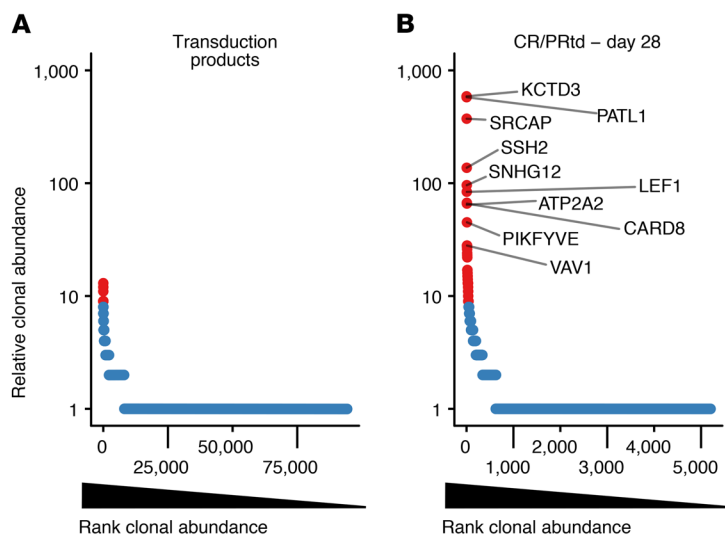 A
Transduction
products
Relative clonal abundance
1,000
100
10
1
0
50,000
25,000
75,000
Rank clonal abundance
B
CR/PRtd – day 28
1,000
100
10
1
KCTD3
PATL1
SRCAP
SSH2
SNHG12
LEF1
ATP2A2
CARD8
PIKFYVE
VAV1
0
2,000
4,000
1,000
3,000
5,000
Rank clonal abundance